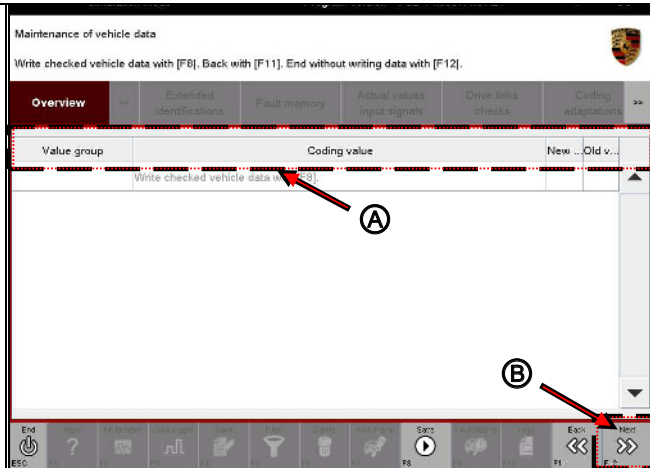 Maintenance of vehicle data
Write checked vehicle data with [F8]. Back with [F11]. End without writing data with [F12].
Overview
Extended identifications
Fault memory
Actual values input signals
Drive links checks
Coding adaptations
>>
Value group
Coding value
New ...
Old v...
Write checked vehicle data with [F8].
A
B
End
Help
Save
Filter
Back
Next
ESC
F8